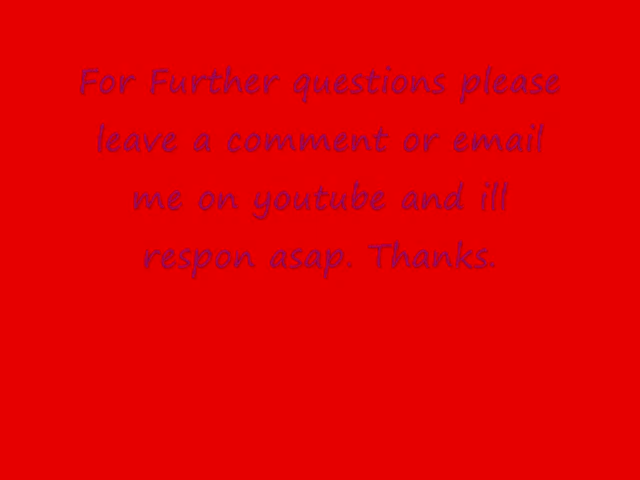 For Further questions please
leave a comment or email
me on youtube and ill
respon asap. Thanks.